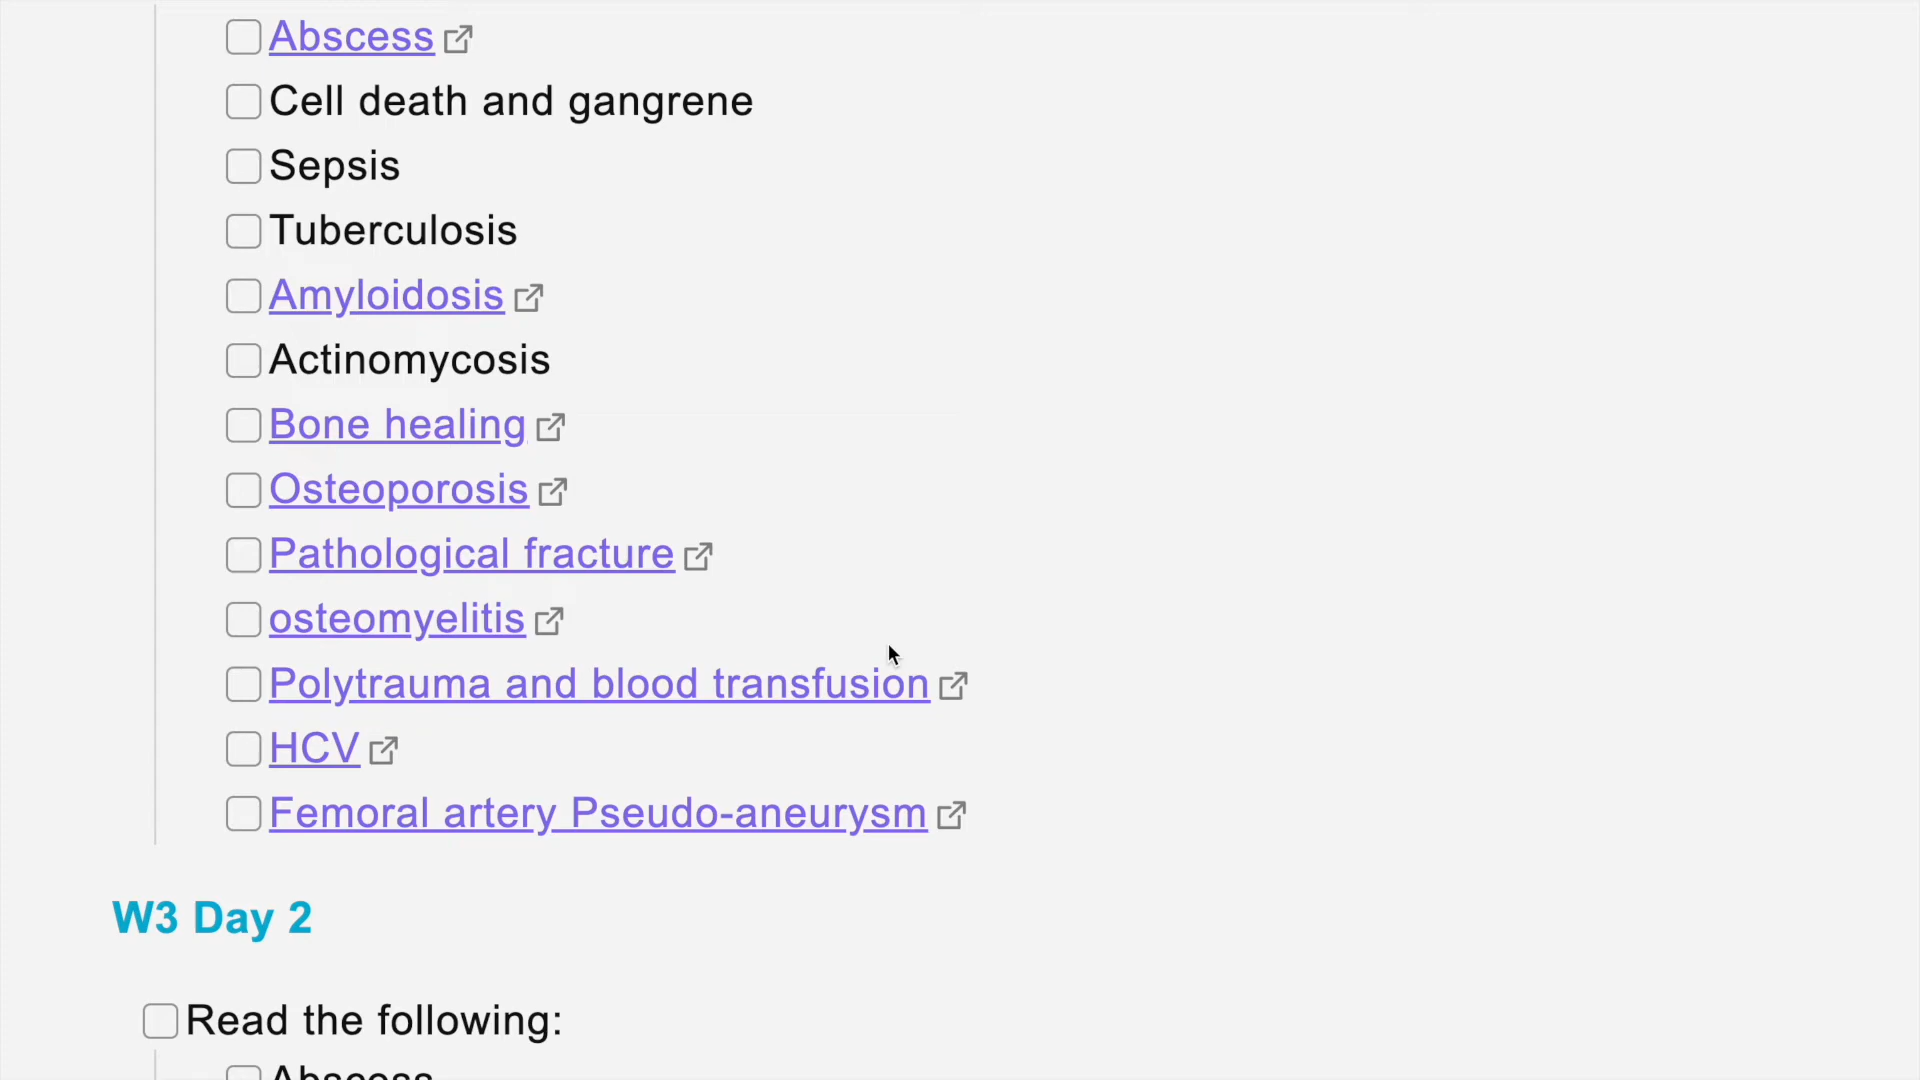 Abscess
Cell death and gangrene
Sepsis
Tuberculosis
Amyloidosis
Actinomycosis
Bone healing
Osteoporosis
Pathological fracture
osteomyelitis
Polytrauma and blood transfusion
HCV
Femoral artery Pseudo-aneurysm
W3 Day 2
Read the following:
Abscess